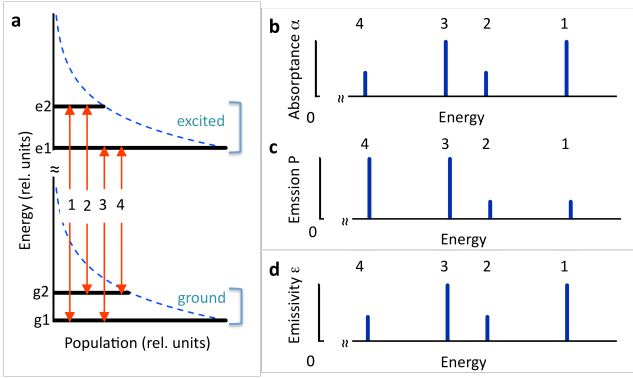 a
Energy (rel. units)
e2
e1
≈
excited
1 2 3 4
g2
g1
ground
Population (rel. units)
b
Absorptance α
0
4 3 2 1
≈
Energy
c
Emssion P
0
4 3 2 1
≈
Energy
d
Emissivity ε
0
4 3 2 1
≈
Energy